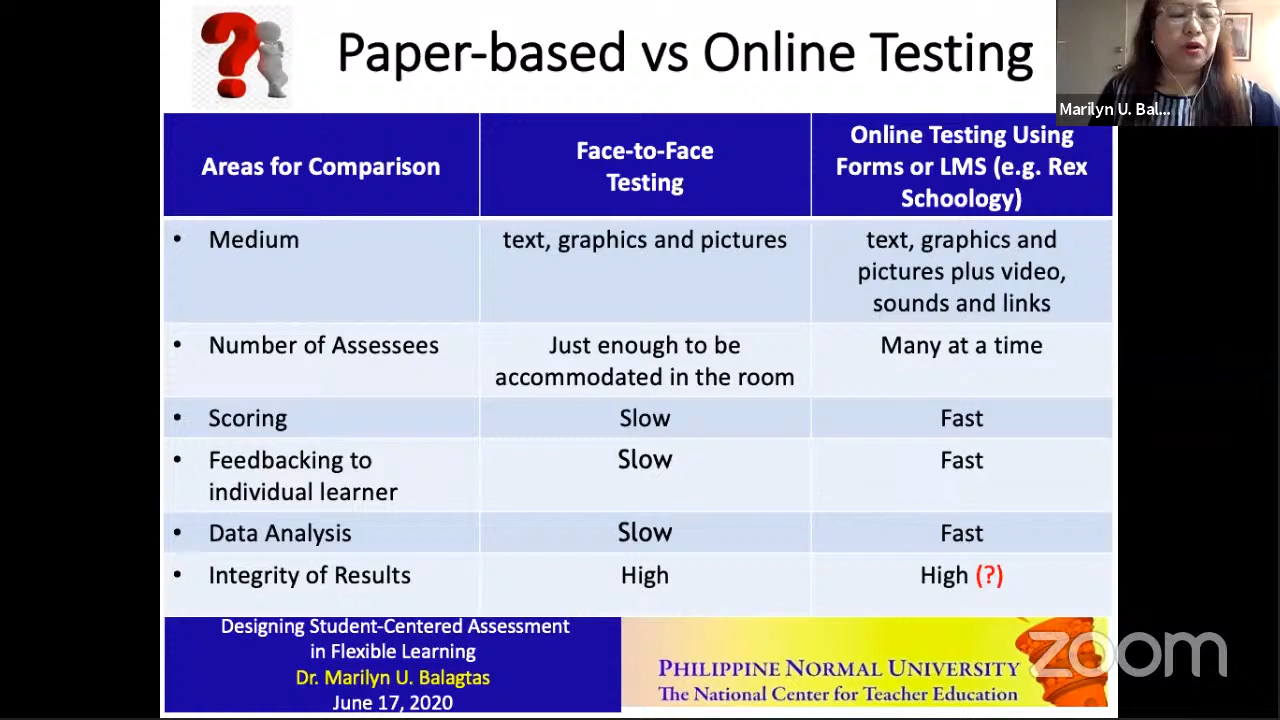 Paper-based vs Online Testing
Marilyn U. Bal...
Areas for Comparison
Face-to-Face
Testing
Online Testing Using
Forms or LMS (e.g. Rex
Schoology)
• Medium
text, graphics and pictures
text, graphics and
pictures plus video,
sounds and links
• Number of Assessees
Just enough to be
accommodated in the room
Many at a time
• Scoring
Slow
Fast
• Feedbacking to
individual learner
Slow
Fast
• Data Analysis
Slow
Fast
• Integrity of Results
High
High (?)
Designing Student-Centered Assessment
in Flexible Learning
Dr. Marilyn U. Balagtas
June 17, 2020
PHILIPPINE NORMAL UNIVERSITY
The National Center for Teacher Education
zoom